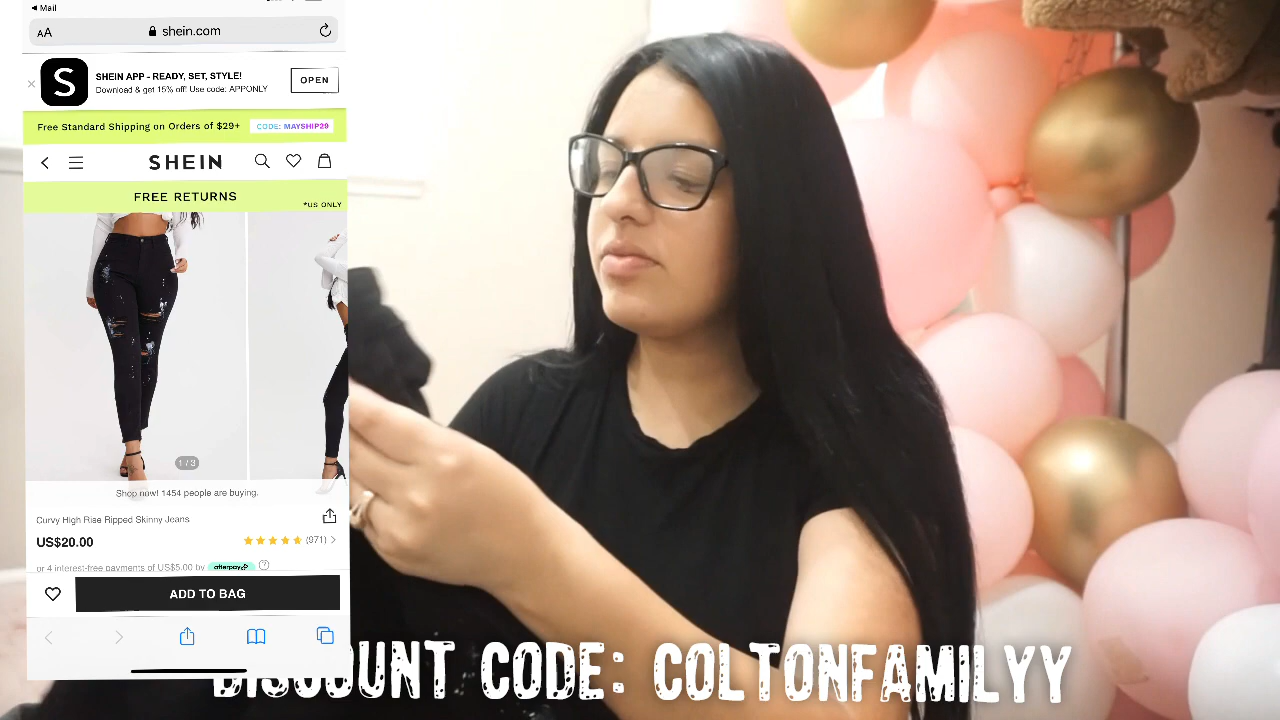 Mail
AA shein.com
SHEIN APP - READY, SET, STYLE!
Download & get 15% off! Use code: APPONLY
OPEN
S
Free Standard Shipping on Orders of $29+ CODE: MAYSHIP29
SHEIN
FREE RETURNS
*US ONLY
1 / 3
Shop now! 1454 people are buying.
Curvy High Rise Ripped Skinny Jeans
US$20.00
(971)
or 4 interest-free payments of US$5.00 by afterpay
ADD TO BAG
DISCOUNT CODE: COLTONFAMILYY